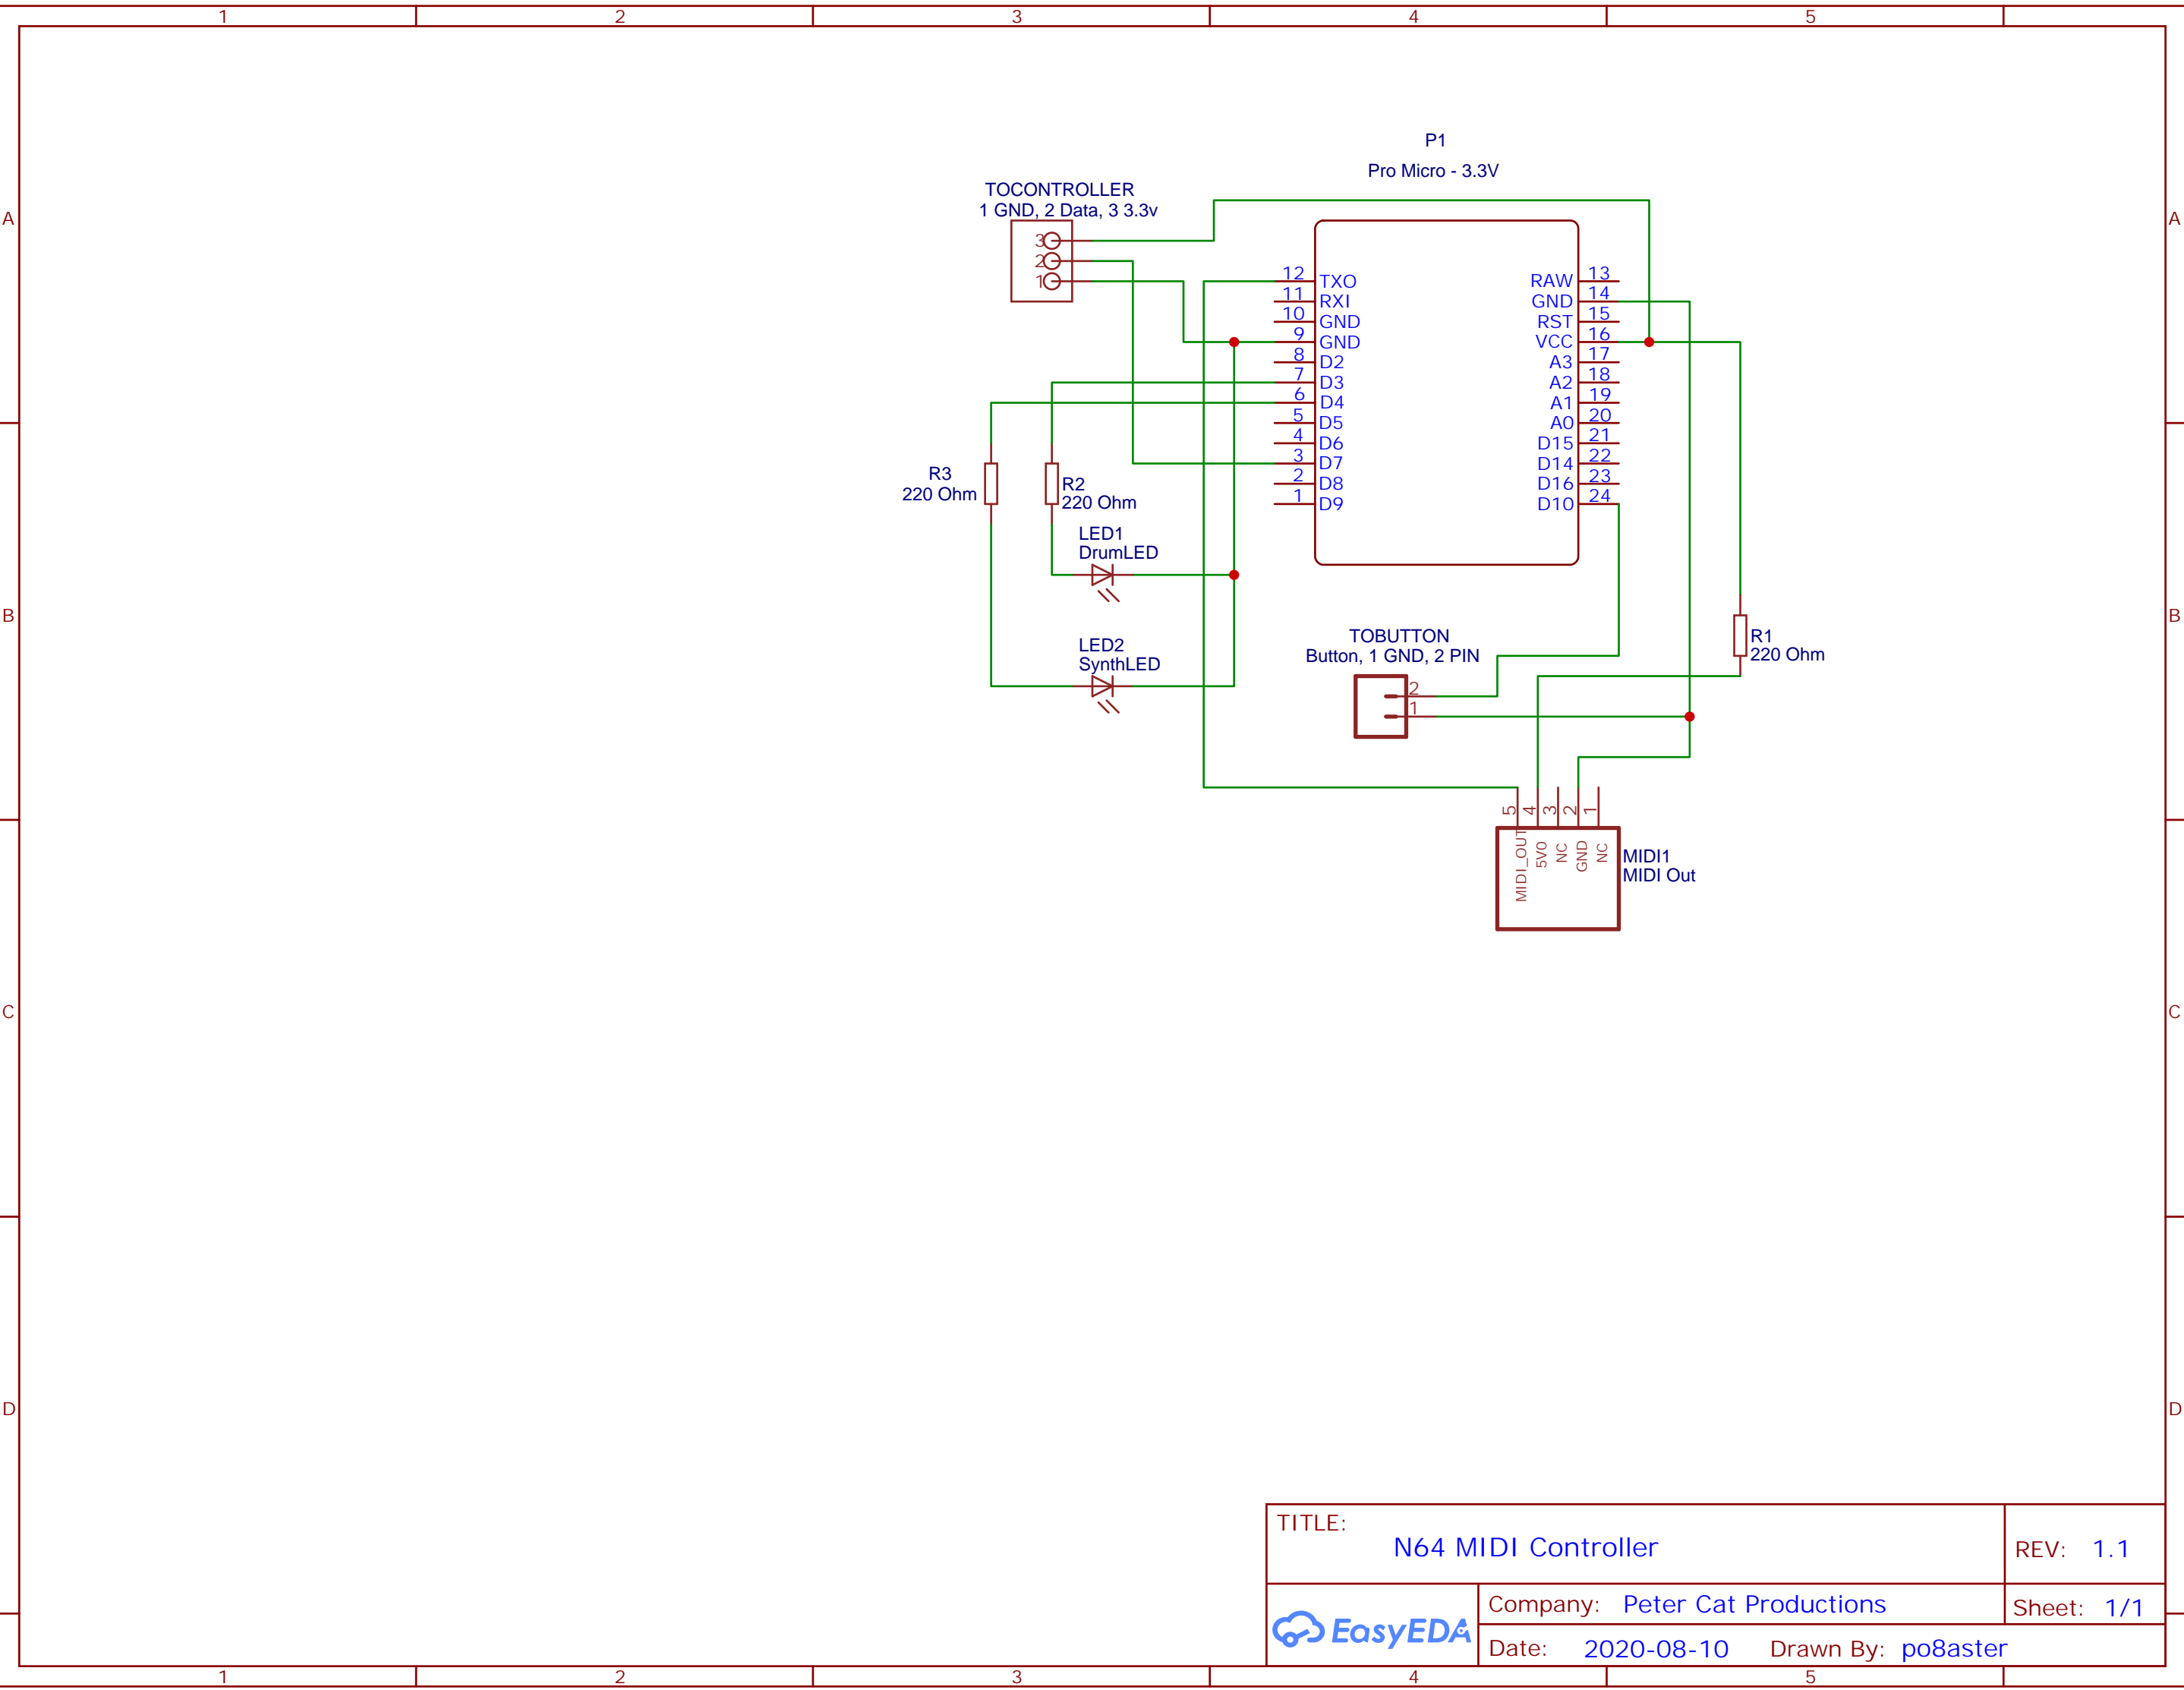 1 2 3 4 5
A A
B B
C C
D D
P1
Pro Micro - 3.3V
TOCONTROLLER
1 GND, 2 Data, 3 3.3v
3
2
1
12 TXO
11 RXI
10 GND
9 GND
8 D2
7 D3
6 D4
5 D5
4 D6
3 D7
2 D8
1 D9
RAW 13
GND 14
RST 15
VCC 16
A3 17
A2 18
A1 19
A0 20
D15 21
D14 22
D16 23
D10 24
R3
220 Ohm
R2
220 Ohm
LED1
DrumLED
LED2
SynthLED
TOBUTTON
Button, 1 GND, 2 PIN
2
1
R1
220 Ohm
5 4 3 2 1
MIDI_OUT
5V0
NC
GND
NC
MIDI1
MIDI Out
TITLE:
N64 MIDI Controller
REV: 1.1
EasyEDA
Company: Peter Cat Productions
Sheet: 1/1
Date: 2020-08-10 Drawn By: po8aster
1 2 3 4 5